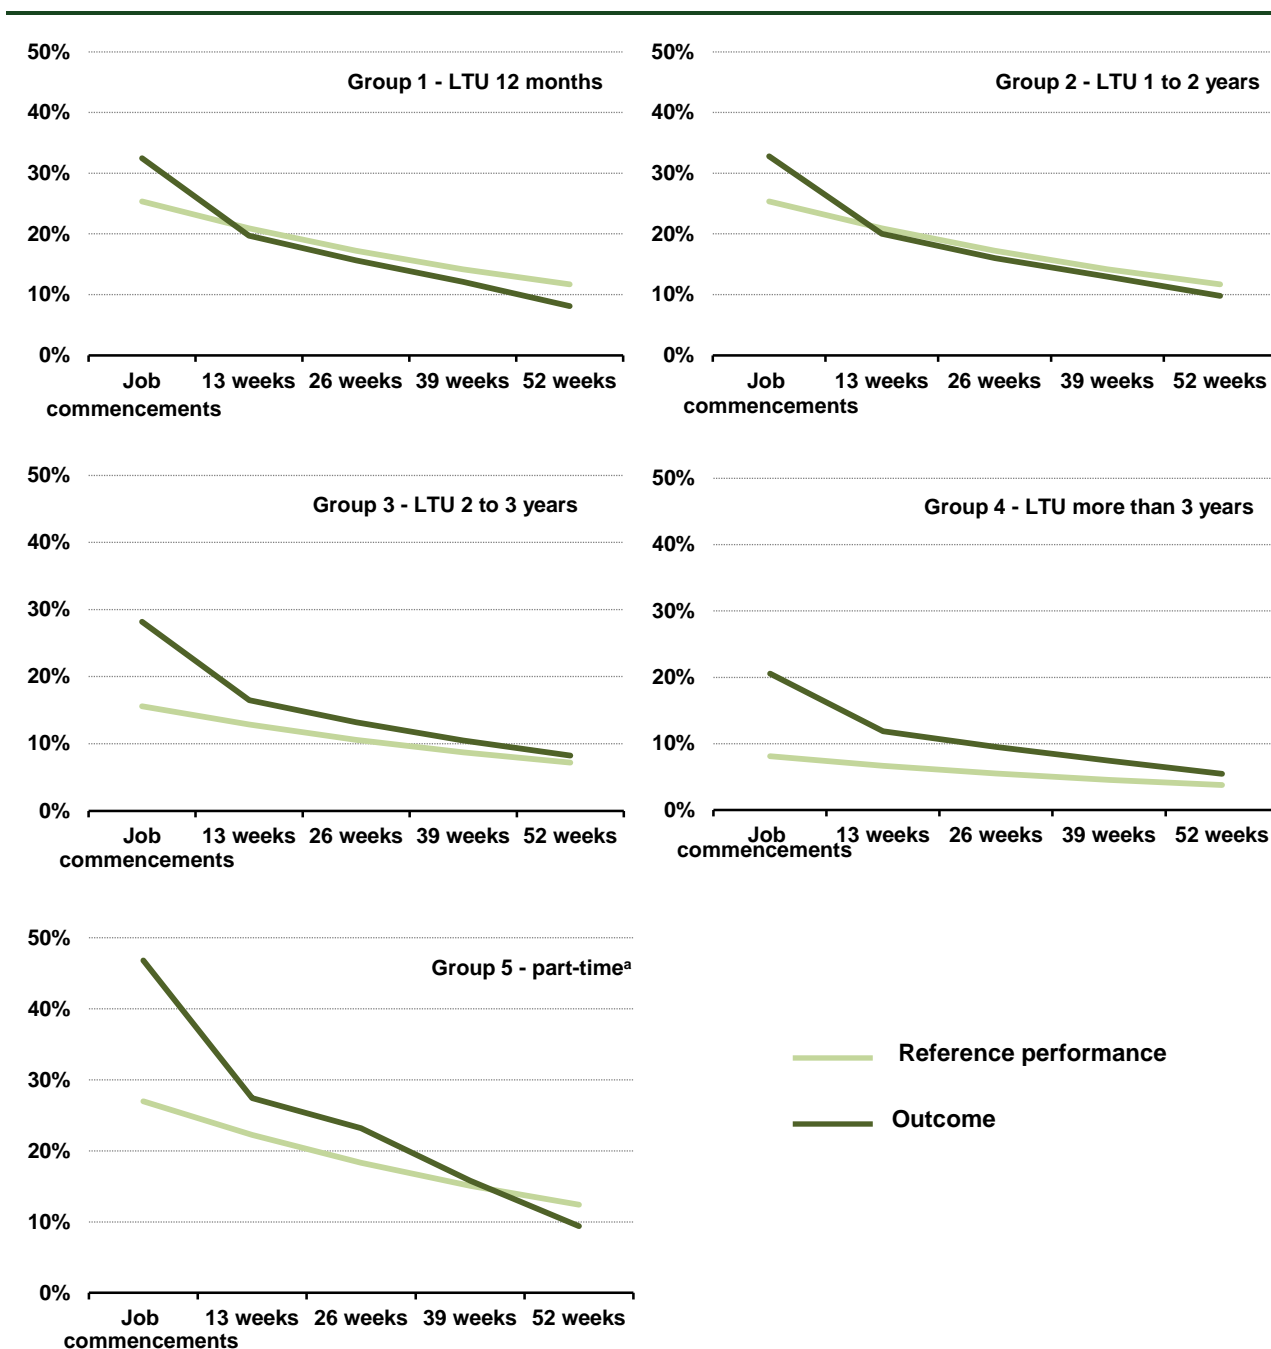 Group 1 - LTU 12 months
50%
40%
30%
20%
10%
0%
Job 13 weeks 26 weeks 39 weeks 52 weeks
commencements
Group 2 - LTU 1 to 2 years
50%
40%
30%
20%
10%
0%
Job 13 weeks 26 weeks 39 weeks 52 weeks
commencements
Group 3 - LTU 2 to 3 years
50%
40%
30%
20%
10%
0%
Job 13 weeks 26 weeks 39 weeks 52 weeks
commencements
Group 4 - LTU more than 3 years
50%
40%
30%
20%
10%
0%
Job 13 weeks 26 weeks 39 weeks 52 weeks
commencements
Group 5 - part-timeᵃ
50%
40%
30%
20%
10%
0%
Job 13 weeks 26 weeks 39 weeks 52 weeks
commencements
Reference performance
Outcome